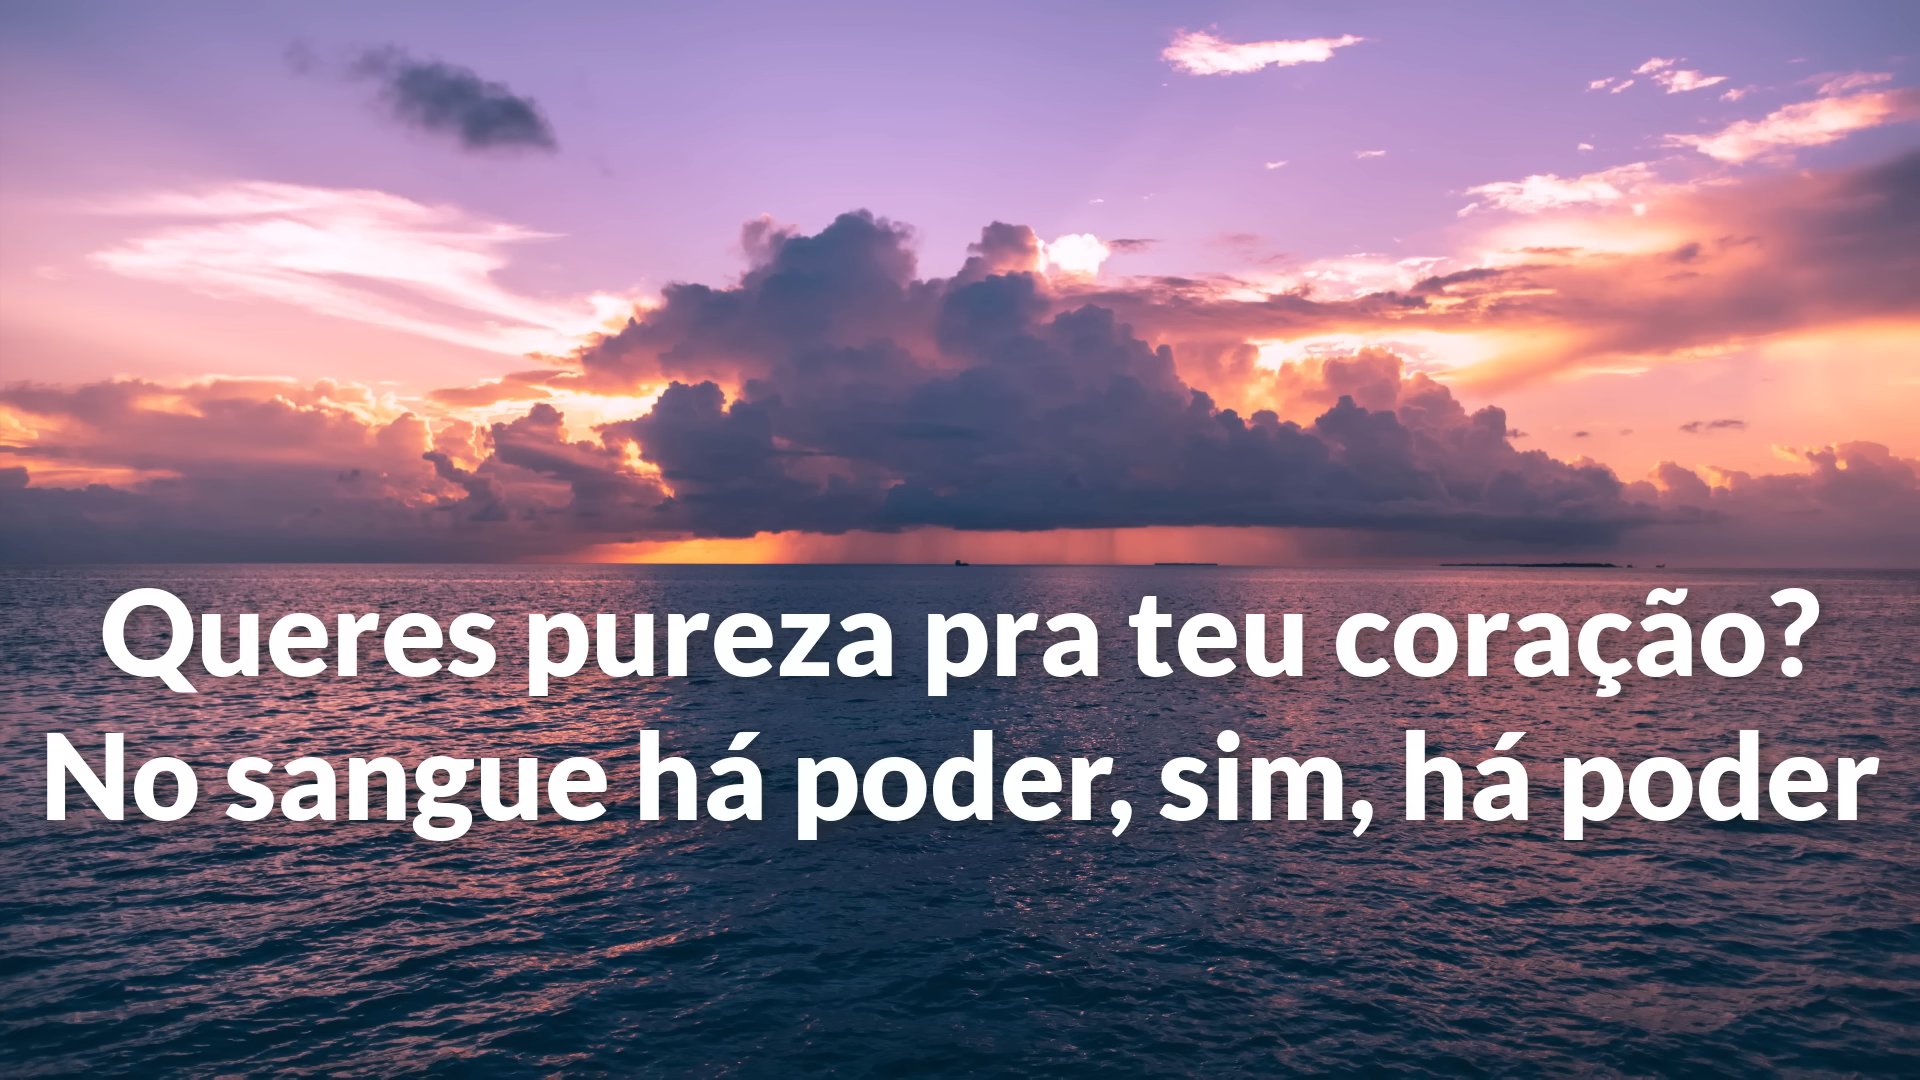 Queres pureza pra teu coração?
No sangue há poder, sim, há poder